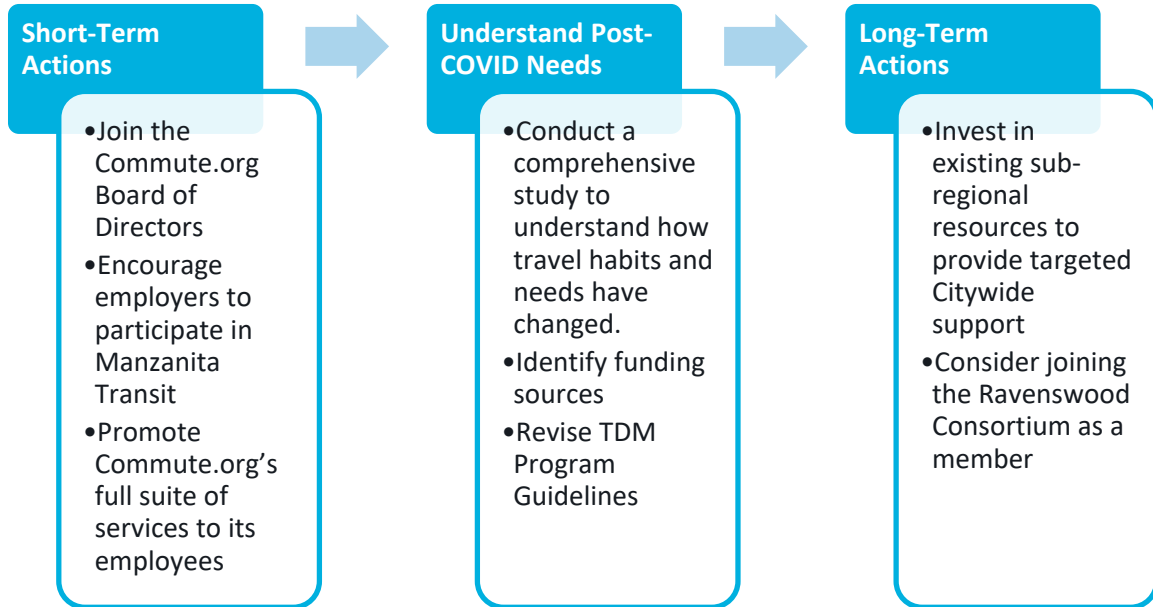 Short-Term
Actions
•Join the
Commute.org
Board of
Directors
•Encourage
employers to
participate in
Manzanita
Transit
•Promote
Commute.org’s
full suite of
services to its
employees
Understand Post-
COVID Needs
•Conduct a
comprehensive
study to
understand how
travel habits and
needs have
changed.
•Identify funding
sources
•Revise TDM
Program
Guidelines
Long-Term
Actions
•Invest in
existing sub-
regional
resources to
provide targeted
Citywide
support
•Consider joining
the Ravenswood
Consortium as a
member